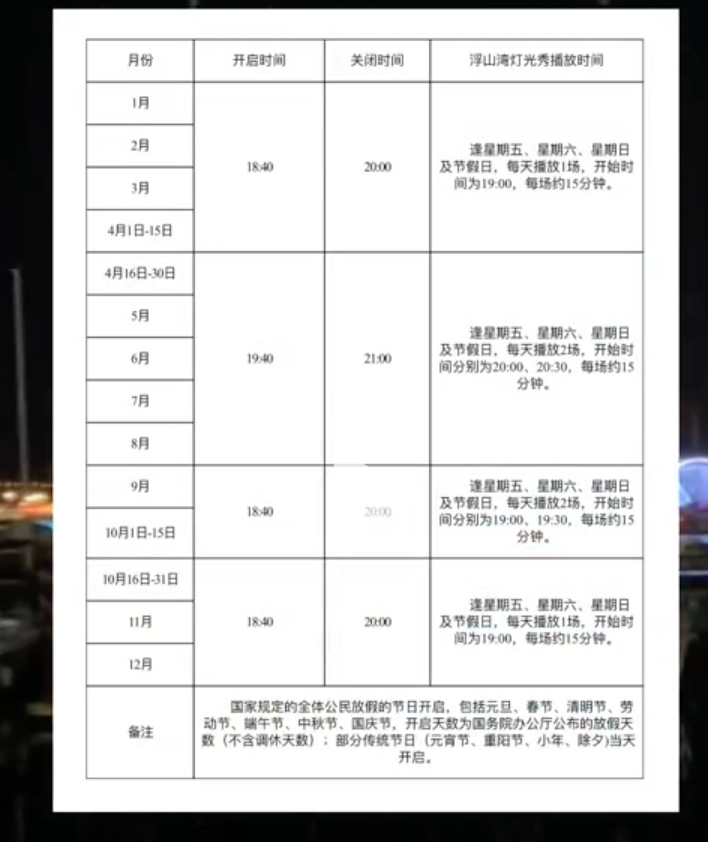 月份 开启时间 关闭时间 浮山湾灯光秀播放时间
1月
2月
3月
4月1日-15日
18:40
20:00
逢星期五、星期六、星期日
及节假日，每天播放1场，开始时
间为19:00，每场约15分钟。
4月16日-30日
5月
6月
7月
8月
19:40
21:00
逢星期五、星期六、星期日
及节假日，每天播放2场，开始时
间分别为20:00、20:30，每场约15
分钟。
9月
10月1日-15日
18:40
20:00
逢星期五、星期六、星期日
及节假日，每天播放2场，开始时
间分别为19:00、19:30，每场约15
分钟。
10月16日-31日
11月
12月
18:40
20:00
逢星期五、星期六、星期日
及节假日，每天播放1场，开始时
间为19:00，每场约15分钟。
备注
国家规定的全体公民放假的节日开启，包括元旦、春节、清明节、劳
动节、端午节、中秋节、国庆节，开启天数为国务院办公厅公布的放假天
数（不含调休天数）；部分传统节日（元宵节、重阳节、小年、除夕)当天
开启。